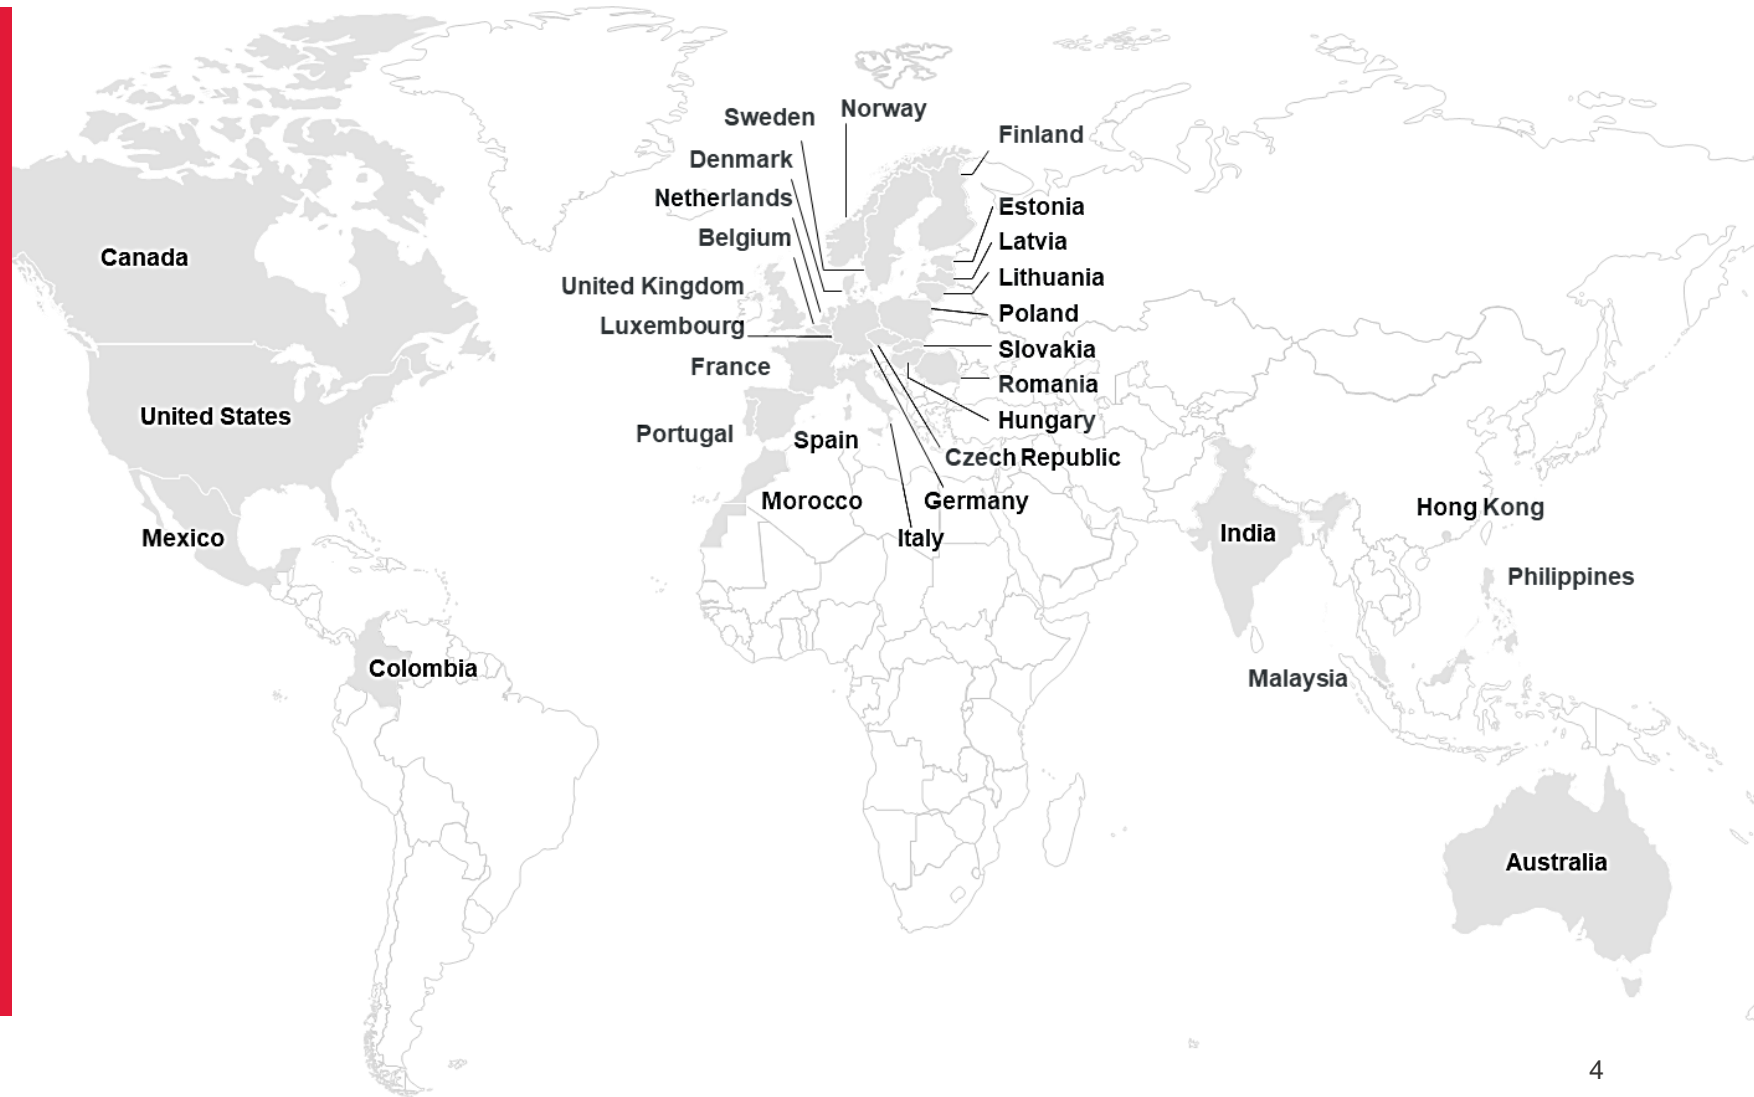 Norway
Sweden
Finland
Denmark
Netherlands
Estonia
Belgium
Latvia
Canada
Lithuania
United Kingdom
Poland
Luxembourg
Slovakia
France
Romania
United States
Hungary
Portugal
Spain
Czech Republic
Morocco
Germany
Hong Kong
India
Mexico
Italy
Philippines
Colombia
Malaysia
Australia
4